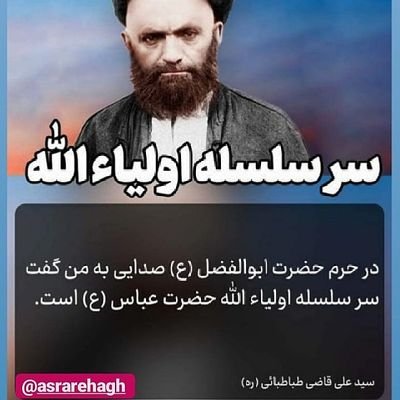 سر سلسله اولیاء الله
در حرم حضرت ابوالفضل (ع) صدایی به من گفت
سر سلسله اولیاء الله حضرت عباس (ع) است.
سید علی قاضی طباطبائی (ره)
@asrarehagh